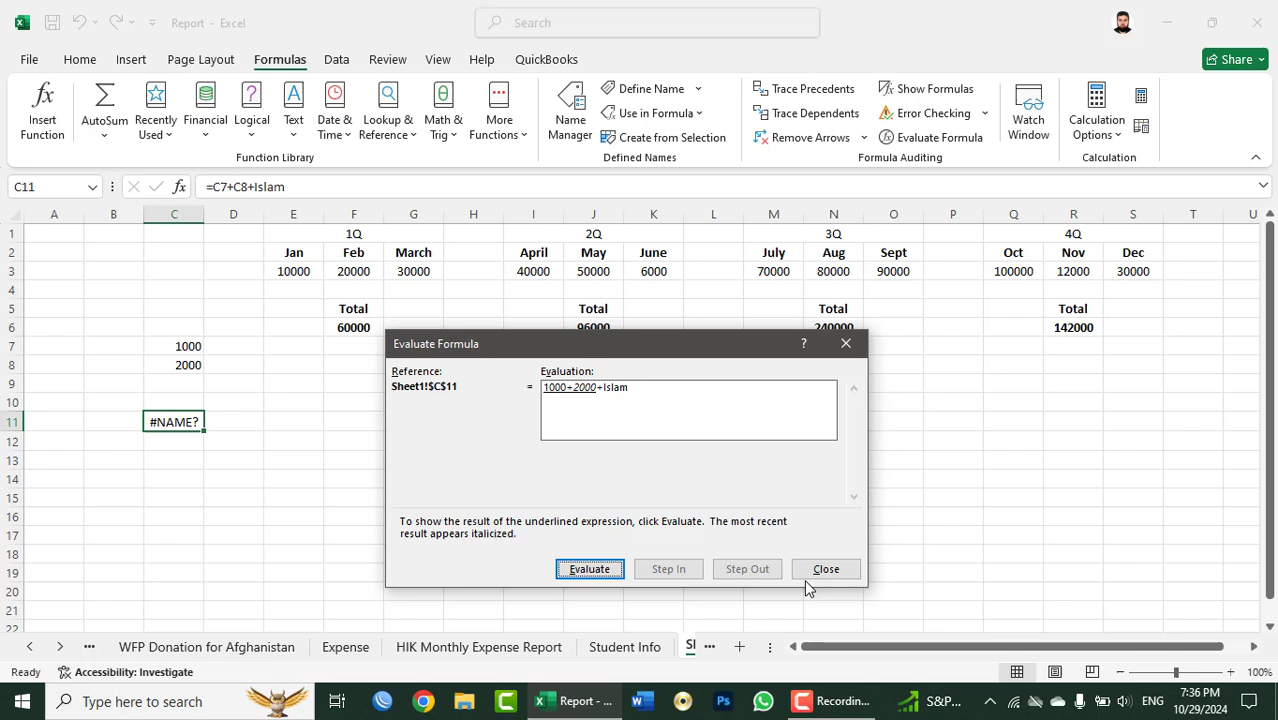 Report - Excel
Search
File Home Insert Page Layout Formulas Data Review View Help QuickBooks Share
Insert Function
AutoSum
Recently Used
Financial
Logical
Text
Date & Time
Lookup & Reference
Math & Trig
More Functions
Function Library
Name Manager
Define Name
Use in Formula
Create from Selection
Defined Names
Trace Precedents
Trace Dependents
Remove Arrows
Show Formulas
Error Checking
Evaluate Formula
Formula Auditing
Watch Window
Calculation Options
Calculation
C11 fx =C7+C8+Islam
A B C D E F G H I J K L M N O P Q R S T U
1 1Q 2Q 3Q 4Q
2 Jan Feb March April May June July Aug Sept Oct Nov Dec
3 10000 20000 30000 40000 50000 6000 70000 80000 90000 100000 12000 30000
4
5 Total Total Total Total
6 60000 96000 240000 142000
7 1000
8 2000
9
10
11 #NAME?
12
13
14
15
16
17
18
19
20
21
22
Evaluate Formula ?
Reference: Evaluation:
Sheet1!$C$11 = 1000+2000+Islam
To show the result of the underlined expression, click Evaluate. The most recent
result appears italicized.
Evaluate Step In Step Out Close
WFP Donation for Afghanistan Expense HIK Monthly Expense Report Student Info
Ready Accessibility: Investigate 100%
Type here to search
Report - ...
Recordin...
S&P...
ENG
7:36 PM
10/29/2024